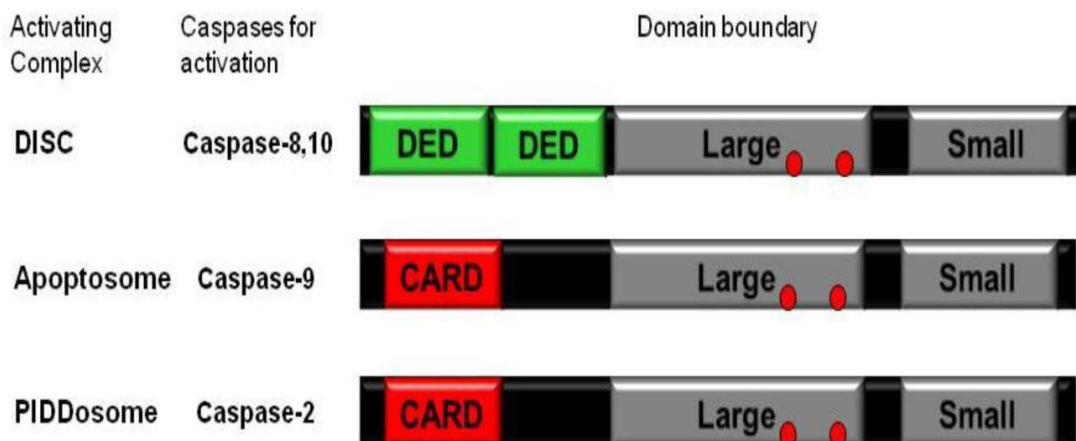 Activating Complex
Caspases for activation
Domain boundary
DISC
Caspase-8,10
DED
DED
Large
Small
Apoptosome
Caspase-9
CARD
Large
Small
PIDDosome
Caspase-2
CARD
Large
Small